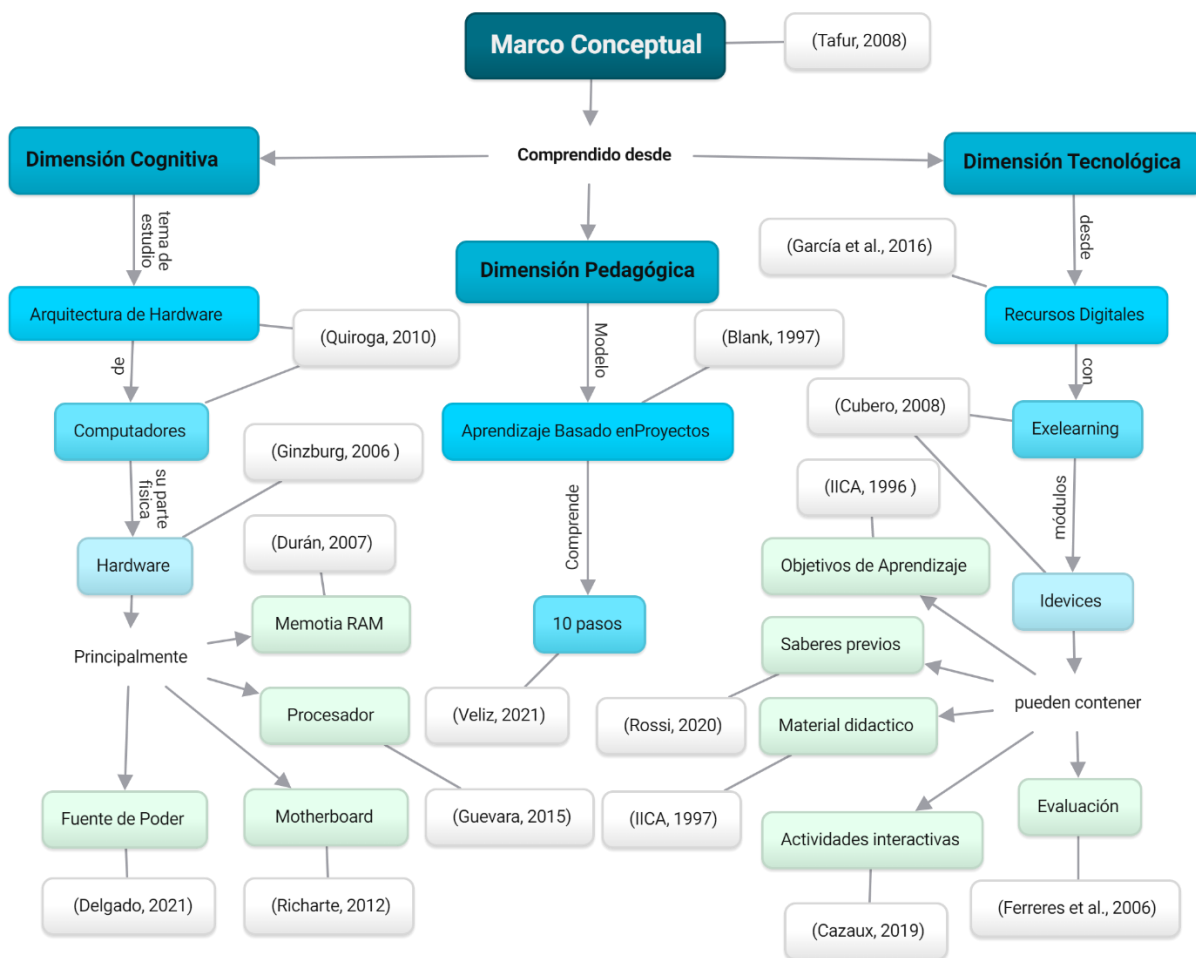 Marco Conceptual
(Tafur, 2008)
Comprendido desde
Dimensión Cognitiva
Dimensión Tecnológica
tema de
estudio
desde
(García et al., 2016)
Dimensión Pedagógica
Arquitectura de Hardware
Recursos Digitales
(Quiroga, 2010)
Modelo
(Blank, 1997)
de
con
Computadores
(Cubero, 2008)
Aprendizaje Basado enProyectos
Exelearning
(Ginzburg, 2006 )
su parte
fisica
(IICA, 1996 )
módulos
(Durán, 2007)
Comprende
Hardware
Objetivos de Aprendizaje
Idevices
Memotia RAM
10 pasos
Saberes previos
Principalmente
pueden contener
Procesador
(Veliz, 2021)
(Rossi, 2020)
Material didactico
Fuente de Poder
Motherboard
(Guevara, 2015)
(IICA, 1997)
Actividades interactivas
Evaluación
(Delgado, 2021)
(Richarte, 2012)
(Cazaux, 2019)
(Ferreres et al., 2006)